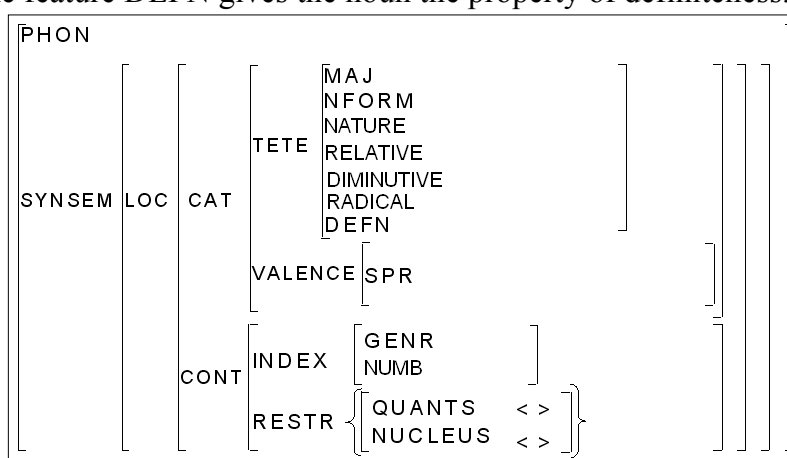 e feature DEFN gives the noun the property of definiteness.
PHON
MAJ
NFORM
NATURE
TETE
RELATIVE
DIMINUTIVE
SYNSEM LOC CAT
RADICAL
DEFN
VALENCE SPR
GENR
INDEX
NUMB
CONT
QUANTS < >
RESTR
NUCLEUS < >